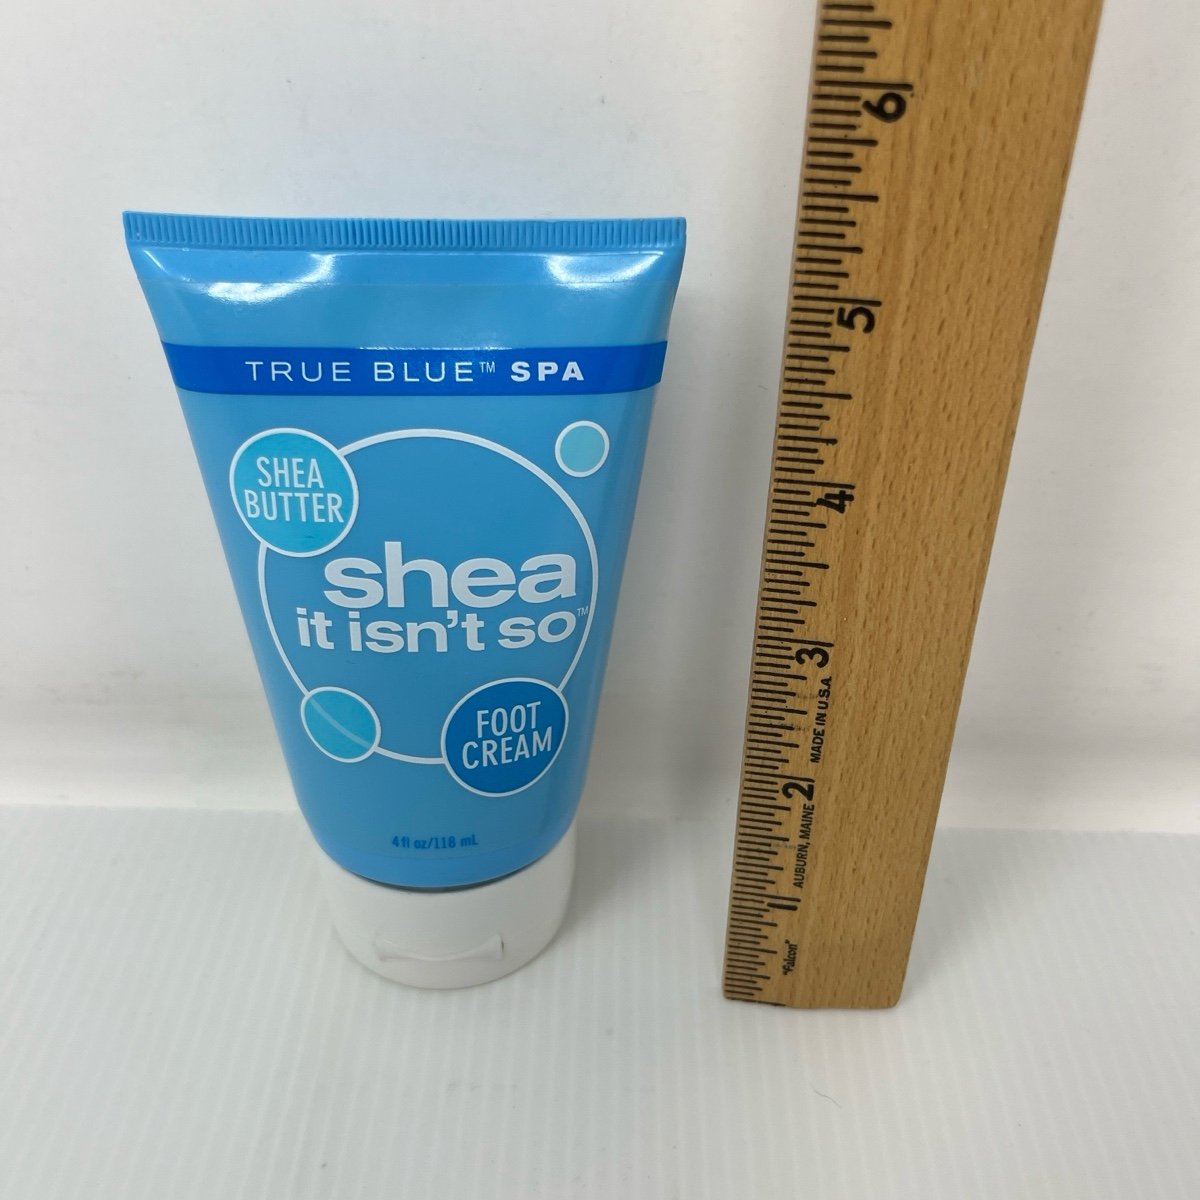 TRUE BLUE™ SPA
SHEA
BUTTER
shea
it isn't so™
FOOT
CREAM
4 fl oz/118 mL
6
5
4
3
MADE IN U.S.A.
2
AUBURN, MAINE
1
"Falcon"